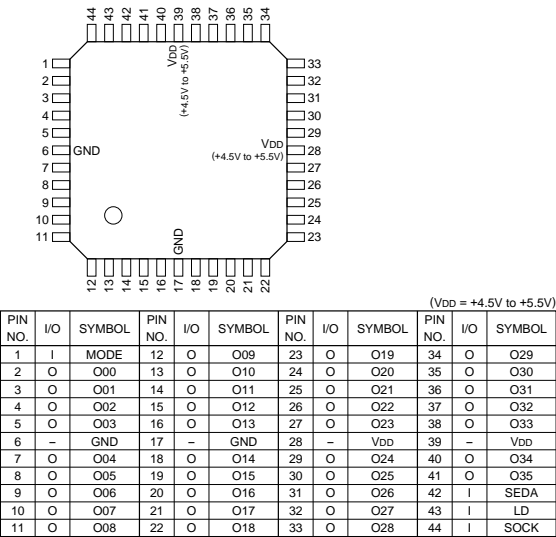 44 43 42 41 40 39 38 37 36 35 34
VDD
(+4.5V to +5.5V)
1 33
2 32
3 31
4 30
5 29
6 GND VDD 28
(+4.5V to +5.5V)
7 27
8 26
9 25
10 24
11 23
GND
12 13 14 15 16 17 18 19 20 21 22
(VDD = +4.5V to +5.5V)
PIN NO. I/O SYMBOL PIN NO. I/O SYMBOL PIN NO. I/O SYMBOL PIN NO. I/O SYMBOL
1 I MODE 12 O O09 23 O O19 34 O O29
2 O O00 13 O O10 24 O O20 35 O O30
3 O O01 14 O O11 25 O O21 36 O O31
4 O O02 15 O O12 26 O O22 37 O O32
5 O O03 16 O O13 27 O O23 38 O O33
6 – GND 17 – GND 28 – VDD 39 – VDD
7 O O04 18 O O14 29 O O24 40 O O34
8 O O05 19 O O15 30 O O25 41 O O35
9 O O06 20 O O16 31 O O26 42 I SEDA
10 O O07 21 O O17 32 O O27 43 I LD
11 O O08 22 O O18 33 O O28 44 I SOCK